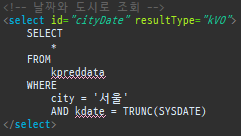 <!-- 날짜와 도시로 조회 -->
<select id="cityDate" resultType="kVO">
SELECT
*
FROM
kpreddata
WHERE
city = '서울'
AND kdate = TRUNC(SYSDATE)
</select>